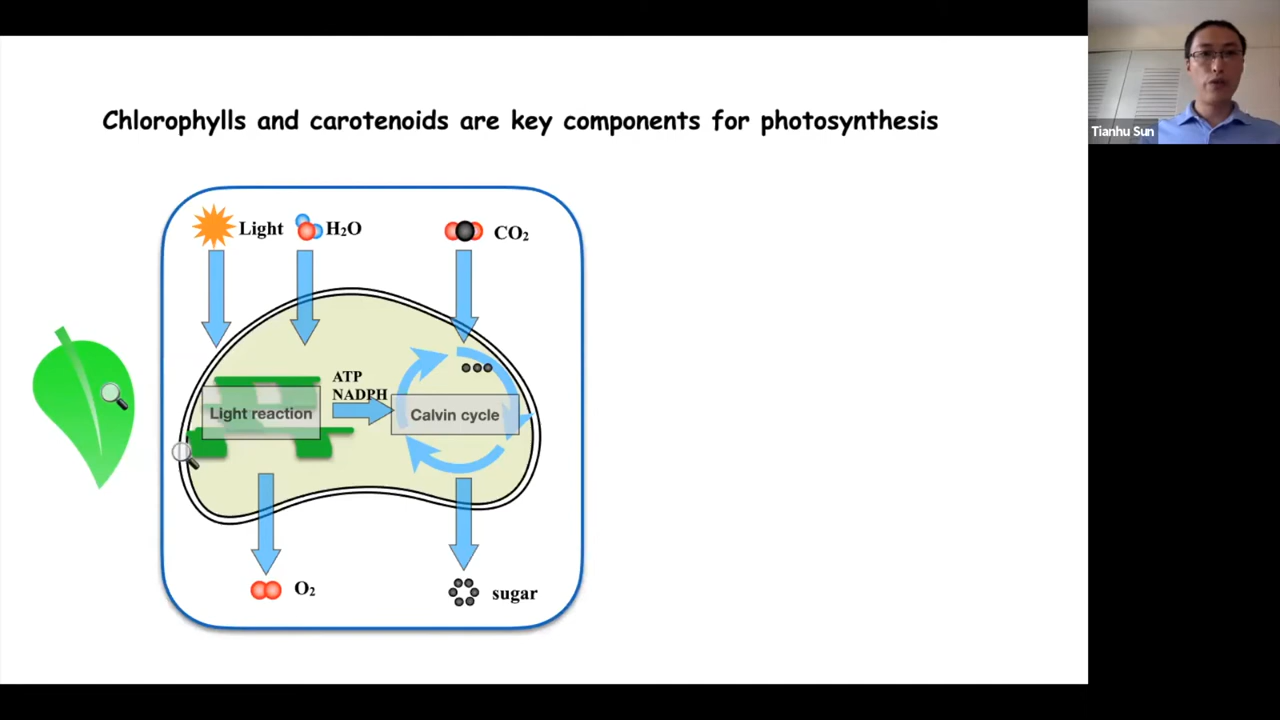 Chlorophylls and carotenoids are key components for photosynthesis
Tianhu Sun
Light
H₂O
CO₂
ATP
NADPH
Light reaction
Calvin cycle
O₂
sugar